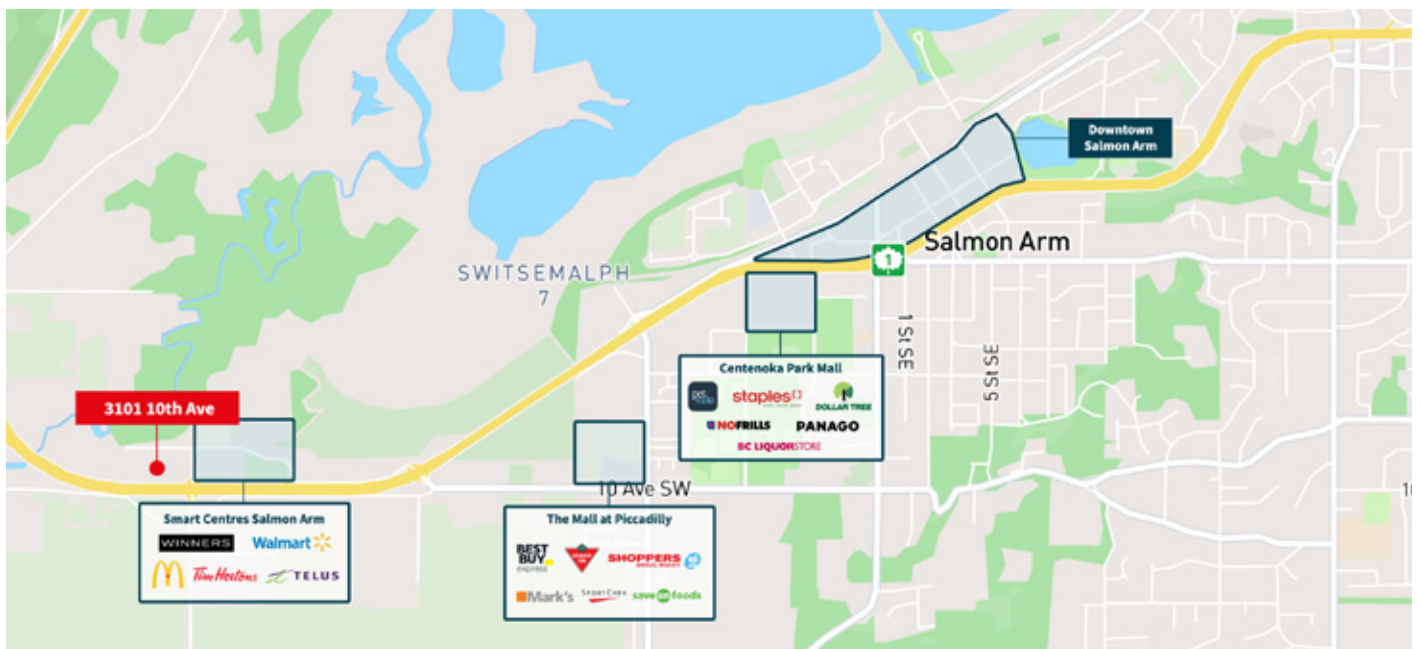 Downtown
Salmon Arm
Salmon Arm
1
SWITSEMALPH
7
1 St SE
5 St SE
Centenoka Park Mall
pet
staples
DOLLAR TREE
NOFRILLS
PANAGO
BC LIQUORSTORE
3101 10th Ave
10 Ave SW
10
Smart Centres Salmon Arm
WINNERS
Walmart
Tim Hortons
TELUS
The Mall at Piccadilly
BEST
BUY
express
SHOPPERS
Mark's
SPORT CHEK
save on foods